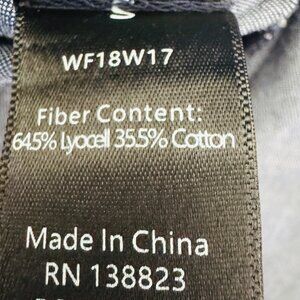 S
WF18W17
Fiber Content:
64.5% Lyocell 35.5% Cotton
Made In China
RN 138823